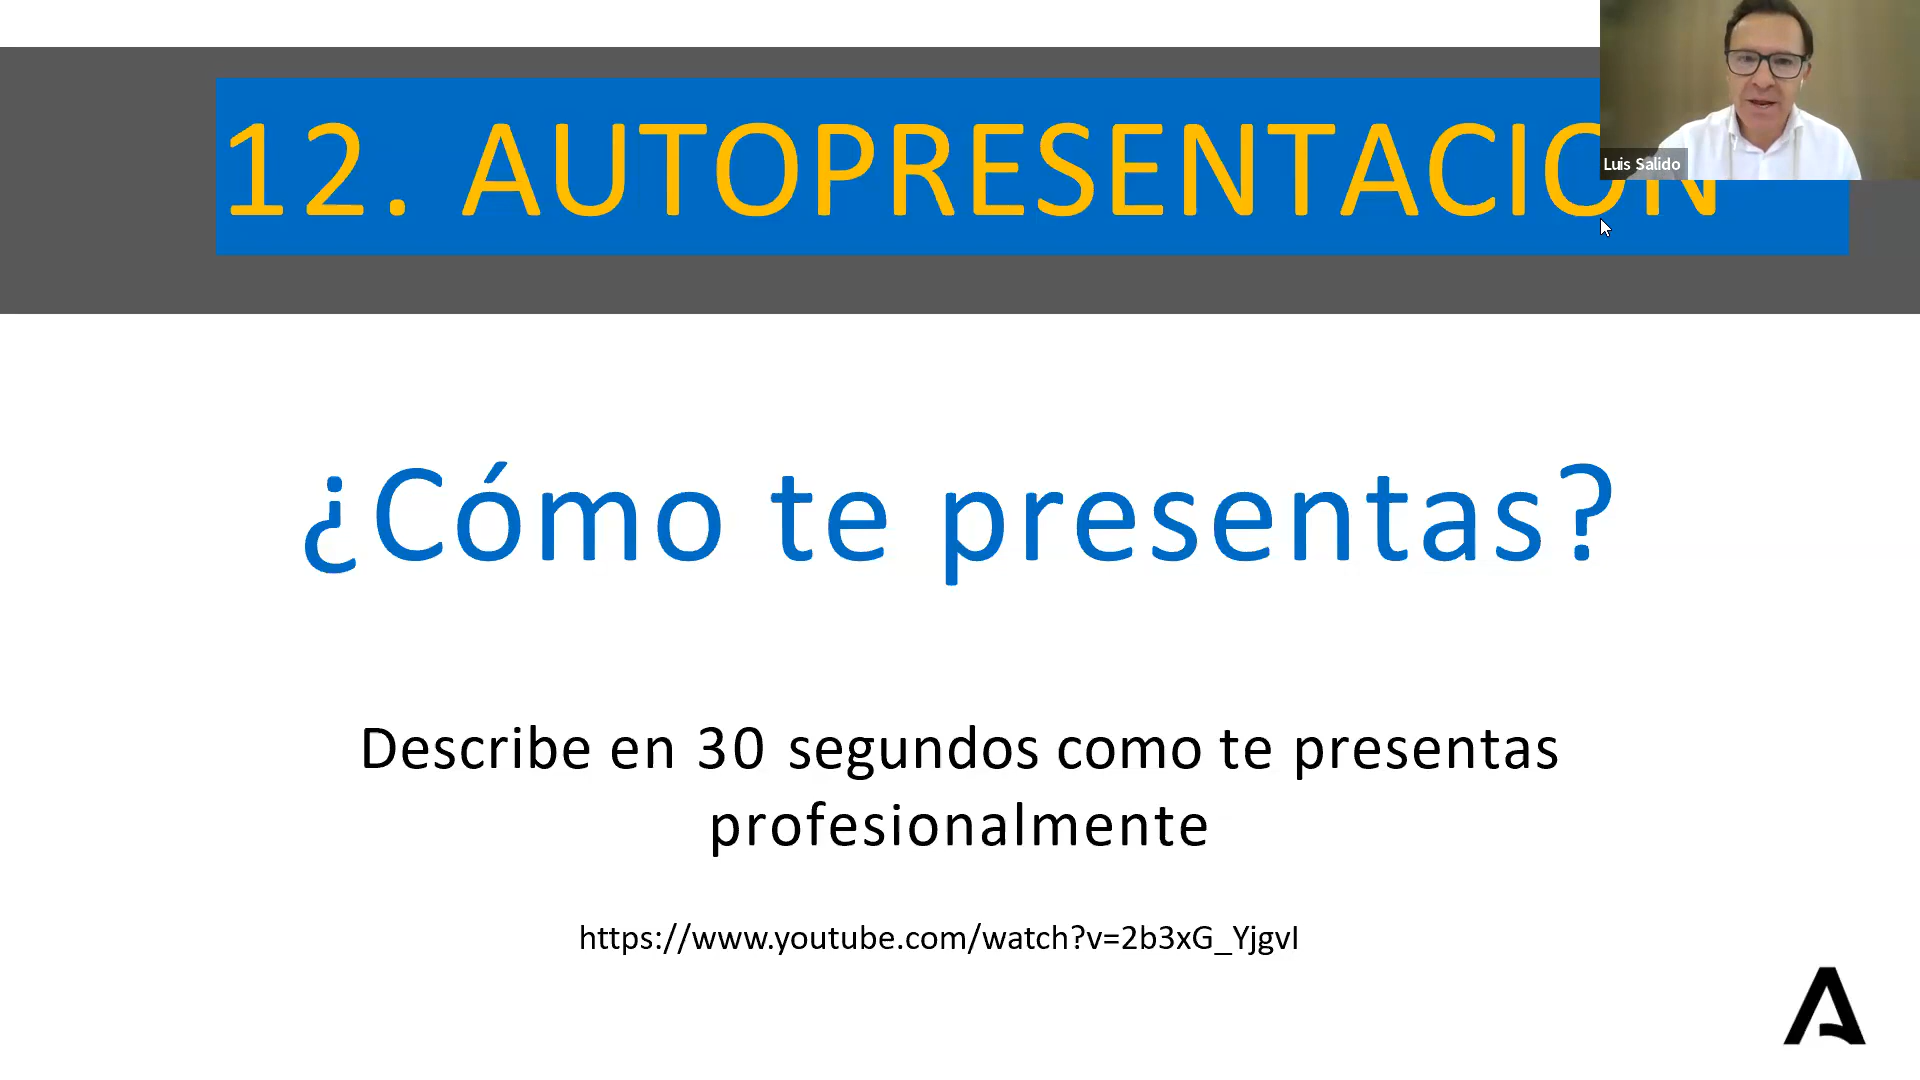 12. AUTOPRESENTACION
Luis Salido
¿Cómo te presentas?
Describe en 30 segundos como te presentas
profesionalmente
https://www.youtube.com/watch?v=2b3xG_YjgvI